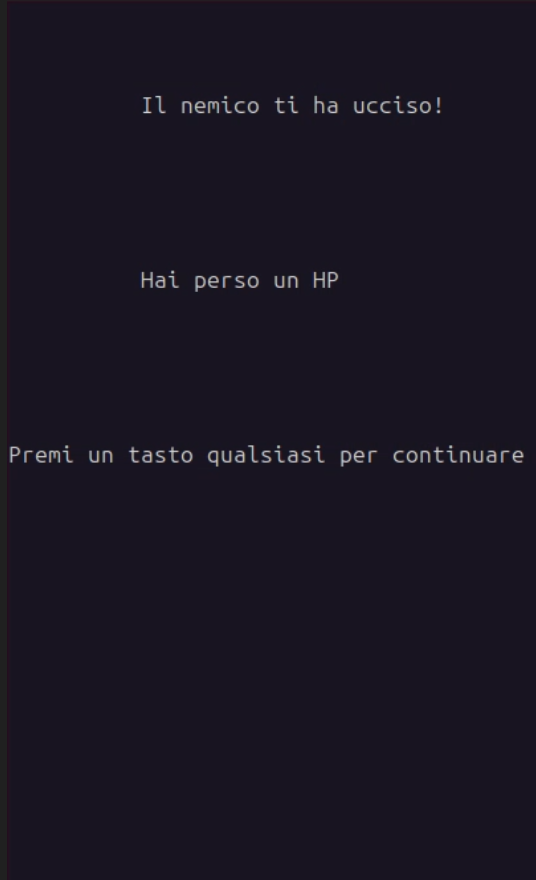 Il nemico ti ha ucciso!
Hai perso un HP
Premi un tasto qualsiasi per continuare